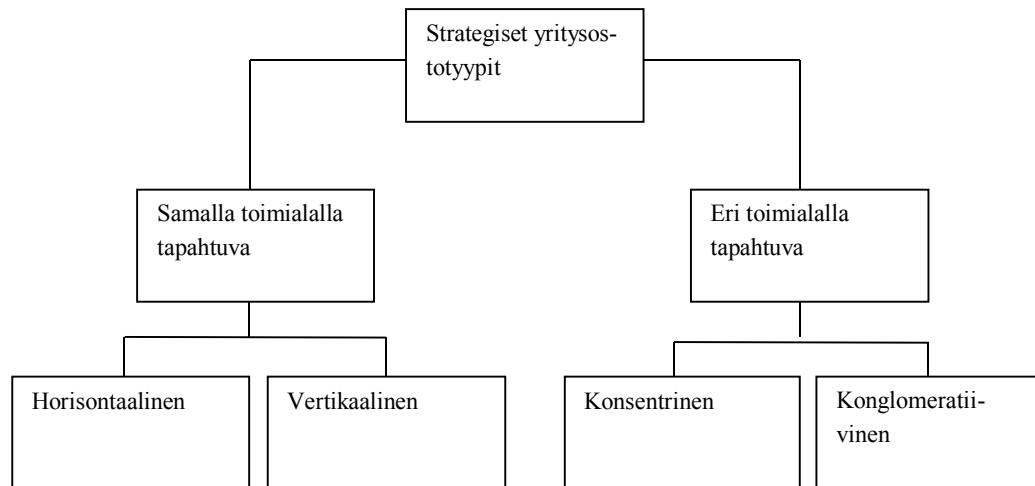 Strategiset yritysos-
totyypit
Samalla toimialalla
tapahtuva
Eri toimialalla
tapahtuva
Horisontaalinen
Vertikaalinen
Konsentrinen
Konglomeratii-
vinen